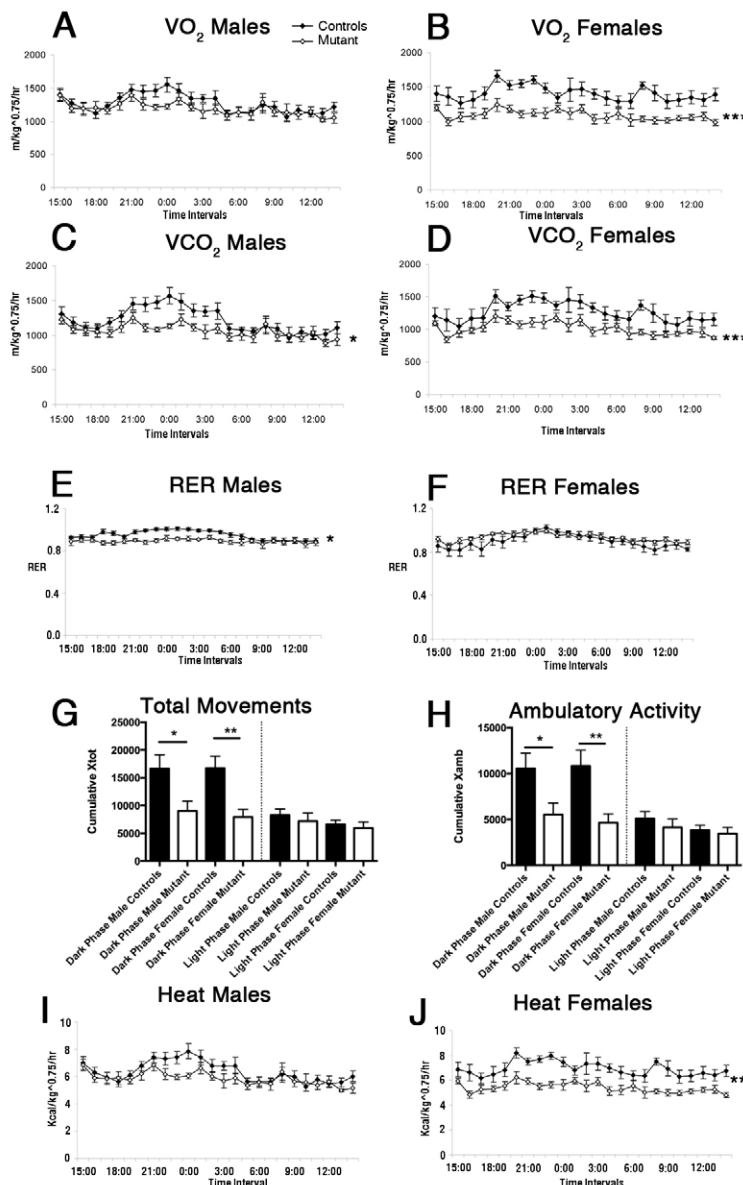 A
VO2 Males
Controls
Mutant
2000
1500
1000
500
0
m/kg^0.75/hr
15:00 18:00 21:00 0:00 3:00 6:00 9:00 12:00
Time Intervals
B
VO2 Females
2000
1500
1000
500
0
m/kg^0.75/hr
***
15:00 18:00 21:00 0:00 3:00 6:00 9:00 12:00
Time Intervals
C
VCO2 Males
2000
1500
1000
500
0
m/kg^0.75/hr
*
15:00 18:00 21:00 0:00 3:00 6:00 9:00 12:00
Time Intervals
D
VCO2 Females
2000
1500
1000
500
0
m/kg^0.75/hr
***
15:00 18:00 21:00 0:00 3:00 6:00 9:00 12:00
Time Intervals
E
RER Males
1.2
0.8
0.4
0.0
RER
*
15:00 18:00 21:00 0:00 3:00 6:00 9:00 12:00
Time Intervals
F
RER Females
1.2
0.8
0.4
0.0
RER
15:00 18:00 21:00 0:00 3:00 6:00 9:00 12:00
Time Intervals
G
Total Movements
25000
20000
15000
10000
5000
0
Cumulative Xtot
*
**
Dark Phase Male Controls
Dark Phase Male Mutant
Dark Phase Female Controls
Dark Phase Female Mutant
Light Phase Male Controls
Light Phase Male Mutant
Light Phase Female Controls
Light Phase Female Mutant
H
Ambulatory Activity
15000
10000
5000
0
Cumulative Xamb
*
**
Dark Phase Male Controls
Dark Phase Male Mutant
Dark Phase Female Controls
Dark Phase Female Mutant
Light Phase Male Controls
Light Phase Male Mutant
Light Phase Female Controls
Light Phase Female Mutant
I
Heat Males
10
8
6
4
2
0
Kcal/kg^0.75/hr
15:00 18:00 21:00 0:00 3:00 6:00 9:00 12:00
Time Interval
J
Heat Females
10
8
6
4
2
0
Kcal/kg^0.75/hr
**
15:00 18:00 21:00 0:00 3:00 6:00 9:00 12:00
Time Intervals